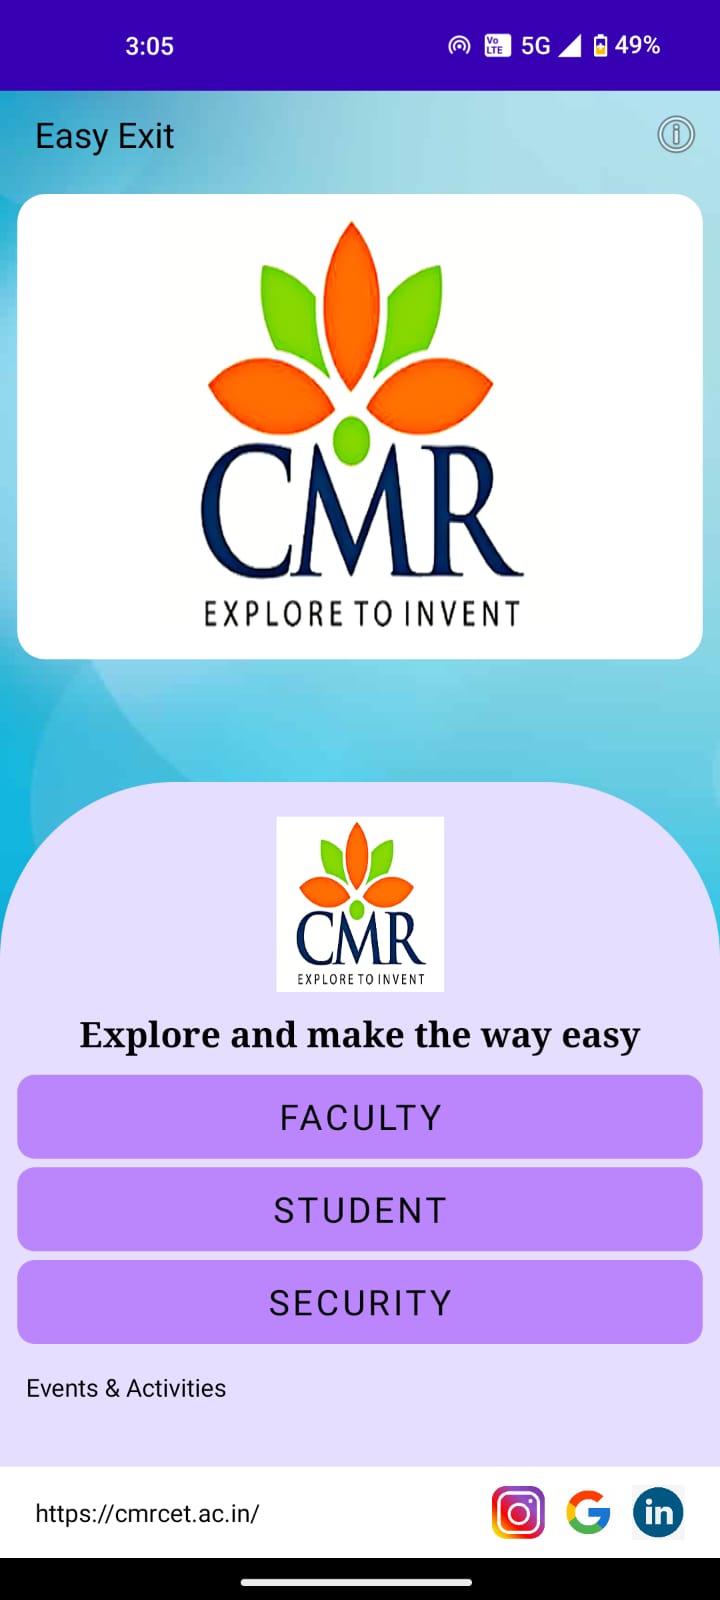 3:05
Vo LTE 5G 49%
Easy Exit
CMR
EXPLORE TO INVENT
CMR
EXPLORE TO INVENT
Explore and make the way easy
FACULTY
STUDENT
SECURITY
Events & Activities
https://cmrcet.ac.in/
in